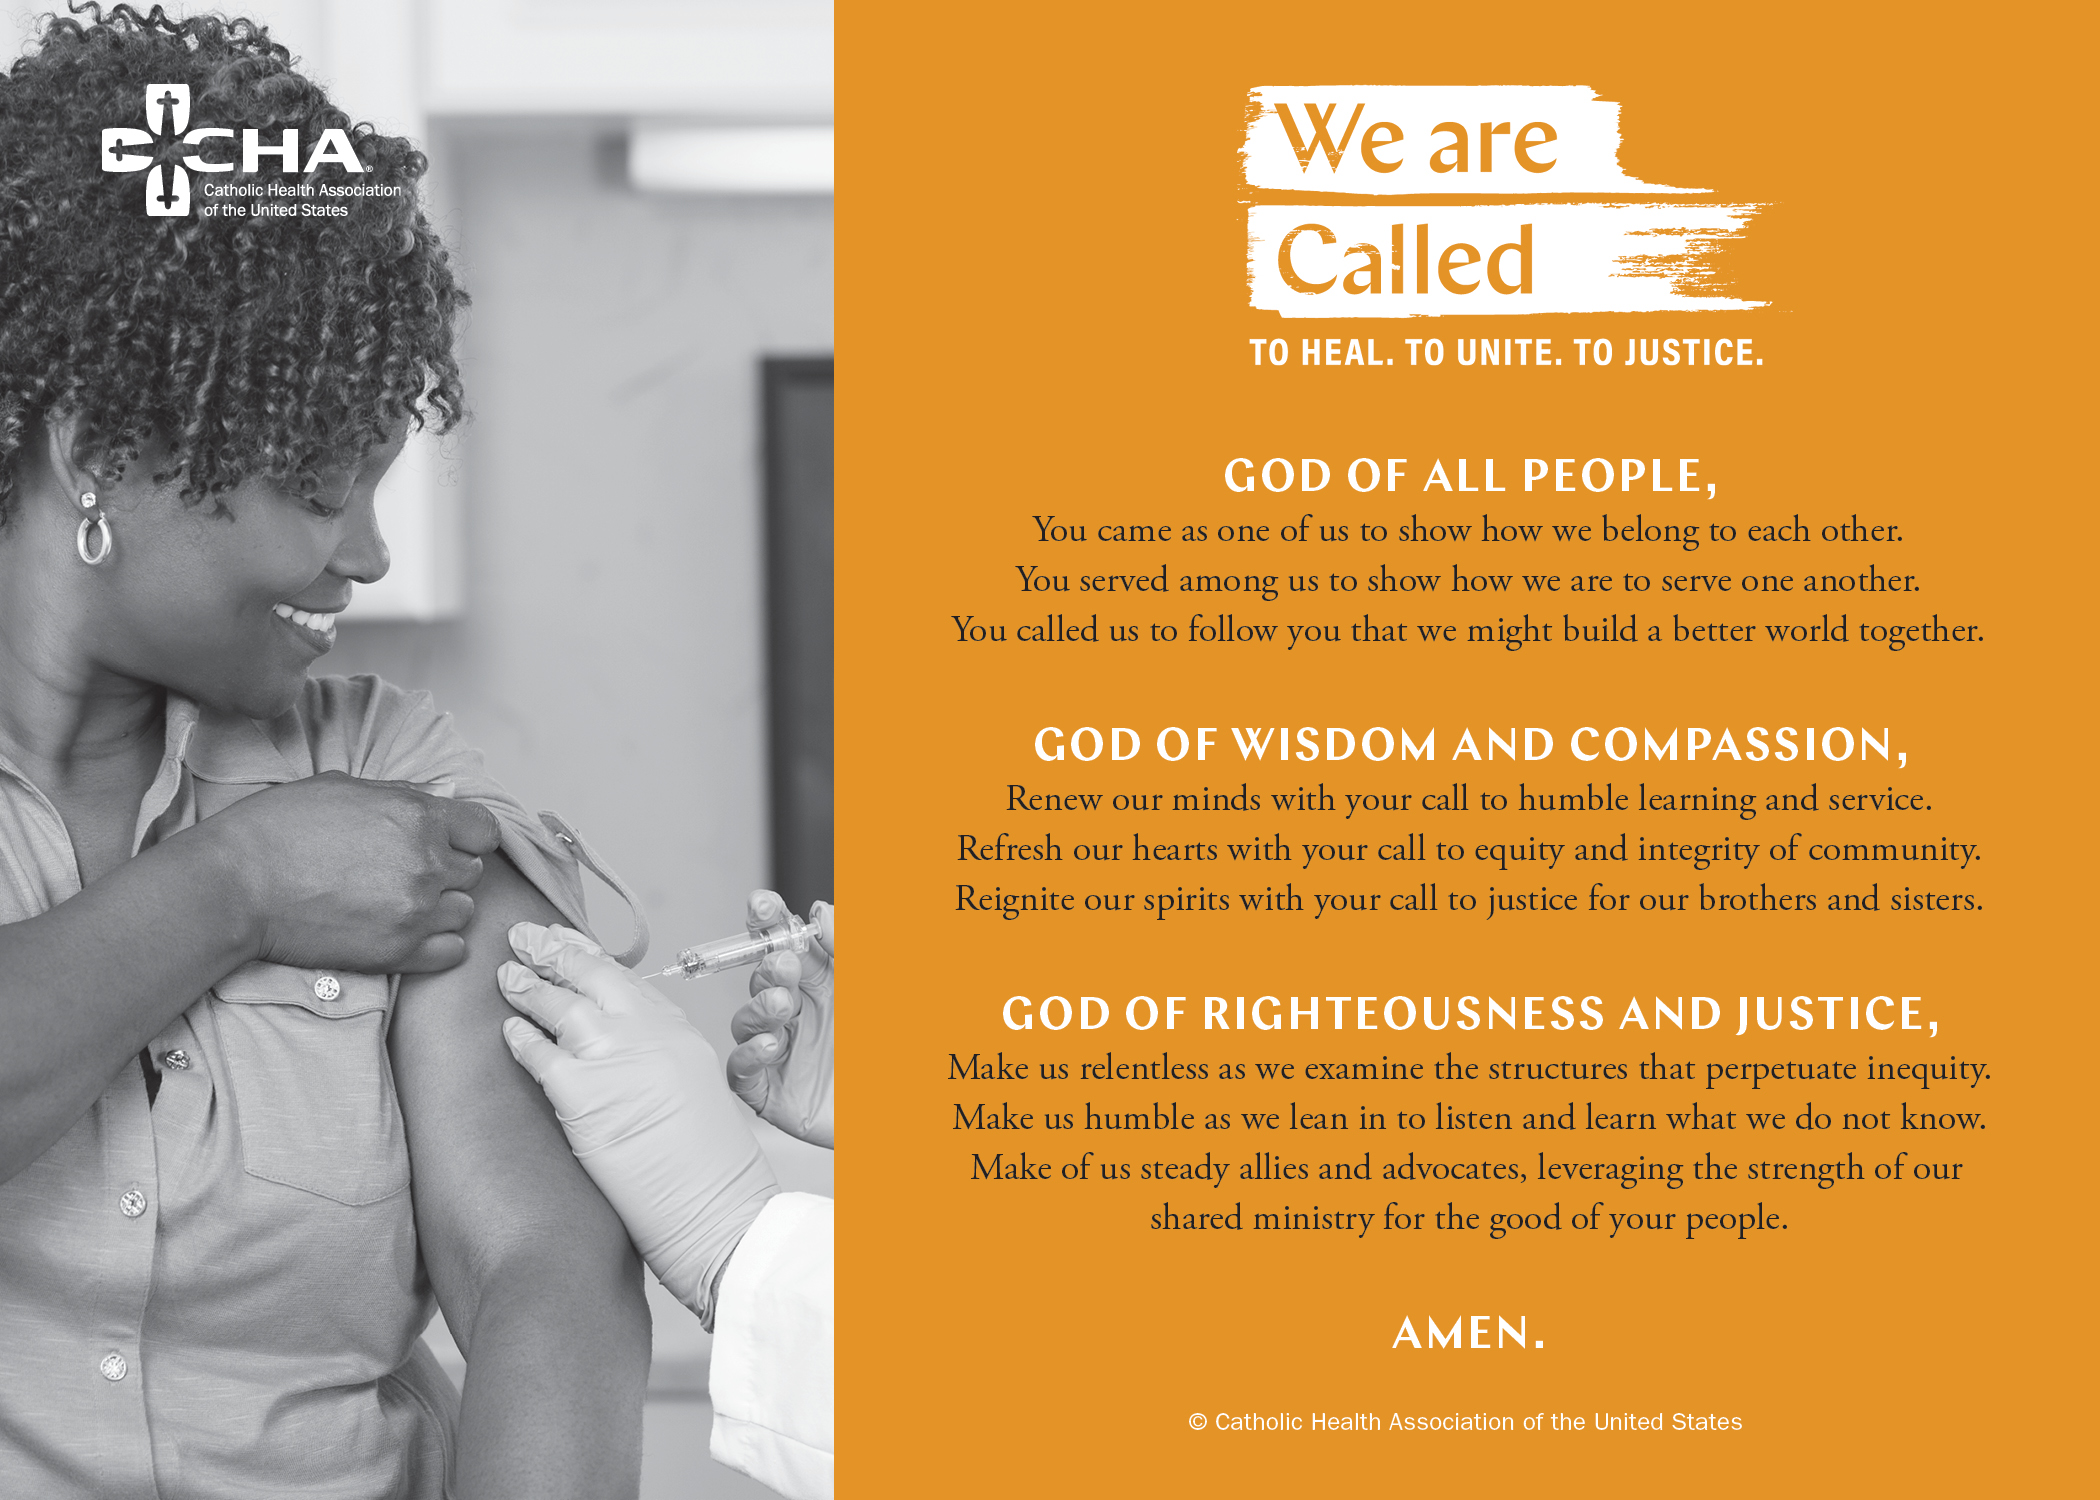 CHA®
Catholic Health Association
of the United States
We are
Called
TO HEAL. TO UNITE. TO JUSTICE.
GOD OF ALL PEOPLE,
You came as one of us to show how we belong to each other.
You served among us to show how we are to serve one another.
You called us to follow you that we might build a better world together.
GOD OF WISDOM AND COMPASSION,
Renew our minds with your call to humble learning and service.
Refresh our hearts with your call to equity and integrity of community.
Reignite our spirits with your call to justice for our brothers and sisters.
GOD OF RIGHTEOUSNESS AND JUSTICE,
Make us relentless as we examine the structures that perpetuate inequity.
Make us humble as we lean in to listen and learn what we do not know.
Make of us steady allies and advocates, leveraging the strength of our
shared ministry for the good of your people.
AMEN.
© Catholic Health Association of the United States